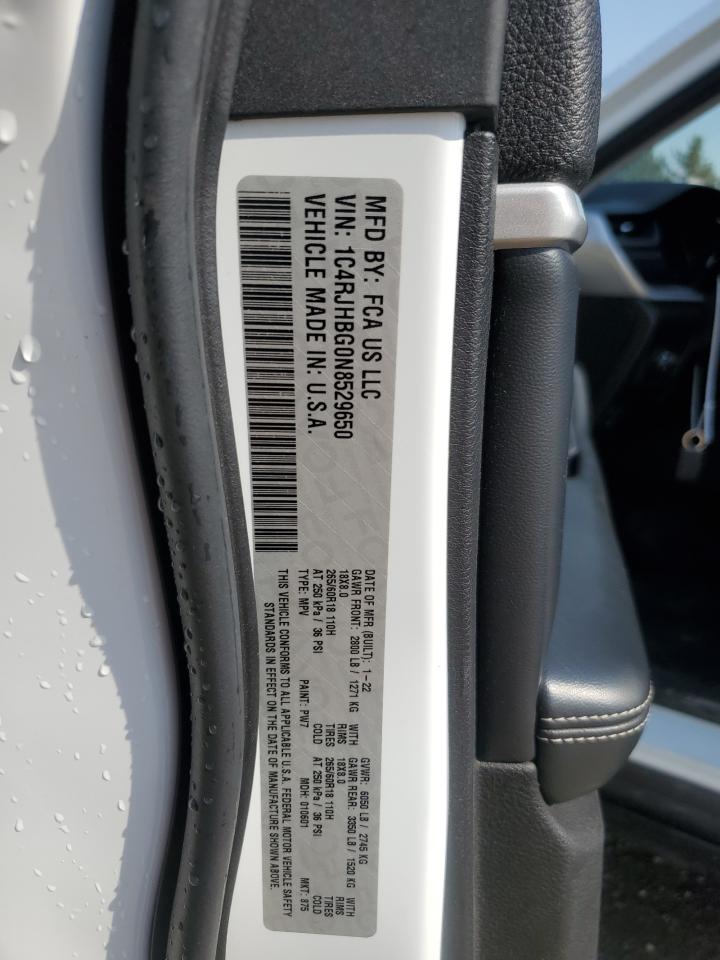 MFD BY: FCA US LLC
VIN: 1C4RJHBG0N8529650
VEHICLE MADE IN: U.S.A.
DATE OF MFR (BUILT): 1-22 GVWR: 6050 LB / 2745 KG
GAWR FRONT: 2800 LB / 1271 KG WITH GAWR REAR: 3350 LB / 1520 KG WITH
18X8.0 RIMS 18X8.0 RIMS
265/60R18 110H TIRES 265/60R18 110H TIRES
AT 250 kPa / 36 PSI COLD AT 250 kPa / 36 PSI COLD
TYPE: MPV PAINT: PW7 MDH: 010601 MKT: 875
THIS VEHICLE CONFORMS TO ALL APPLICABLE U.S.A. FEDERAL MOTOR VEHICLE SAFETY
STANDARDS IN EFFECT ON THE DATE OF MANUFACTURE SHOWN ABOVE.